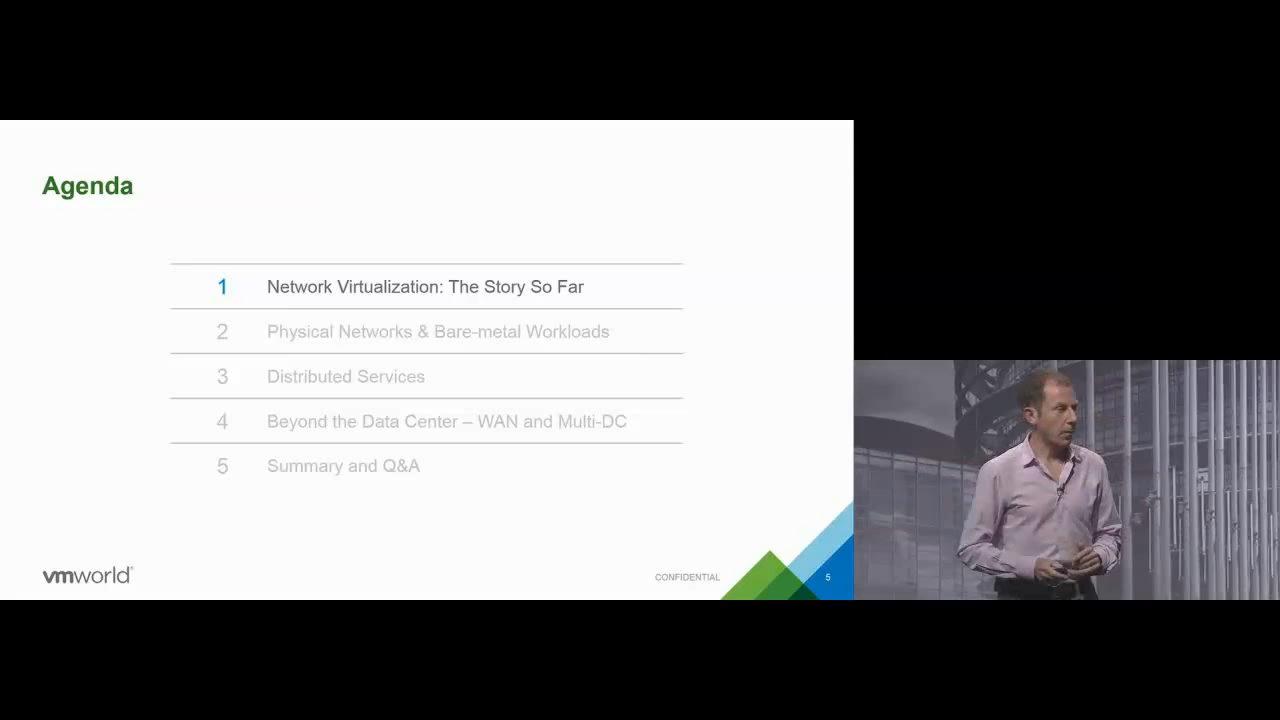 Agenda
1 Network Virtualization: The Story So Far
2 Physical Networks & Bare-metal Workloads
3 Distributed Services
4 Beyond the Data Center – WAN and Multi-DC
5 Summary and Q&A
vmworld®
CONFIDENTIAL
5